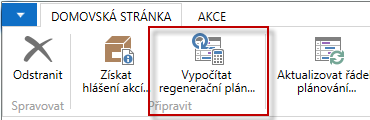 DOMOVSKÁ STRÁNKA AKCE
Odstranit
Získat
hlášení akcí...
Vypočítat
regenerační plán...
Aktualizovat řádek
plánování...
Spravovat
Připravit